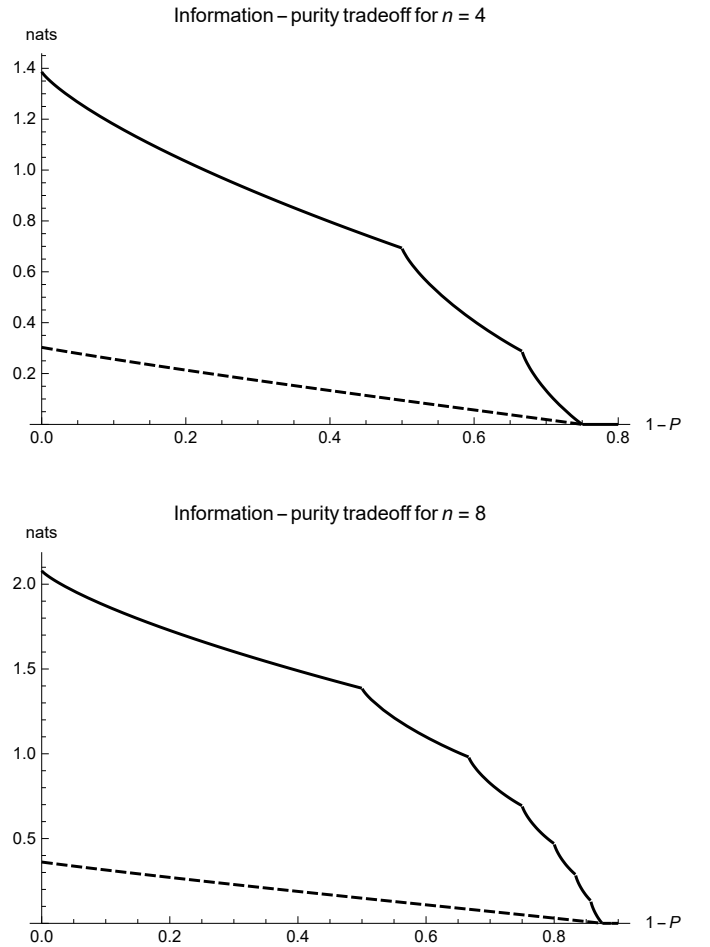 Information – purity tradeoff for n = 4
nats
1.4
1.2
1.0
0.8
0.6
0.4
0.2
0.0 0.2 0.4 0.6 0.8 1 – P
Information – purity tradeoff for n = 8
nats
2.0
1.5
1.0
0.5
0.0 0.2 0.4 0.6 0.8 1 – P